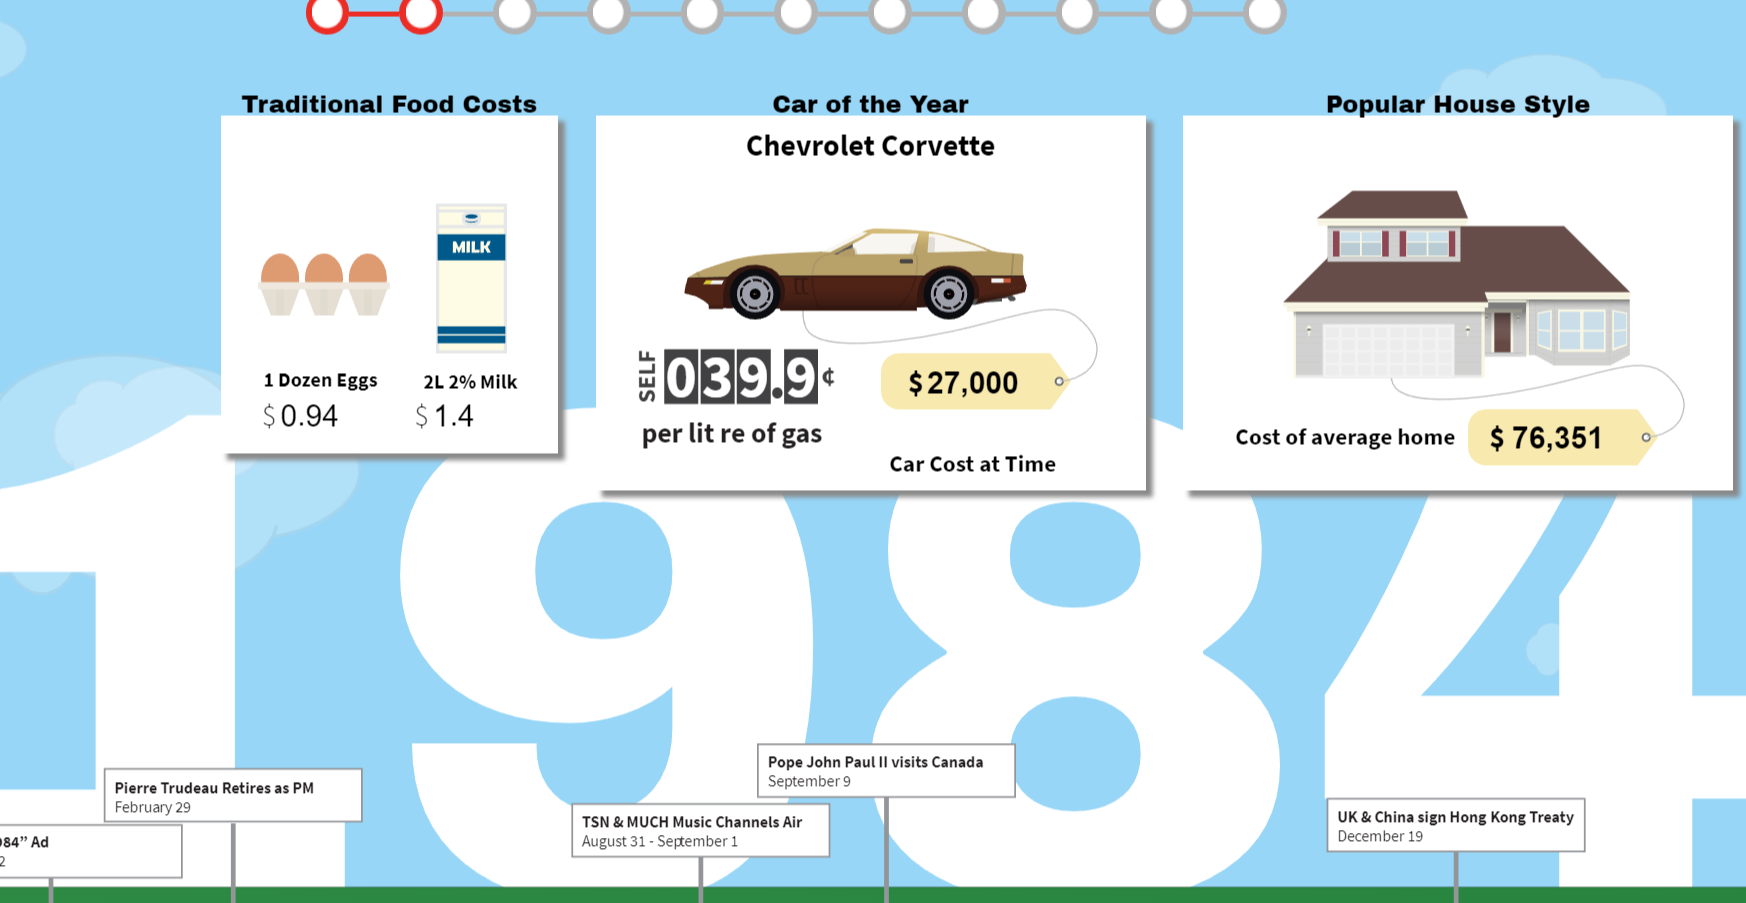 Traditional Food Costs
MILK
1 Dozen Eggs
$ 0.94
2L 2% Milk
$ 1.4
Car of the Year
Chevrolet Corvette
SELF
039.9 ¢
per lit re of gas
$ 27,000
Car Cost at Time
Popular House Style
Cost of average home
$ 76,351
1984
984” Ad
2
Pierre Trudeau Retires as PM
February 29
TSN & MUCH Music Channels Air
August 31 - September 1
Pope John Paul II visits Canada
September 9
UK & China sign Hong Kong Treaty
December 19